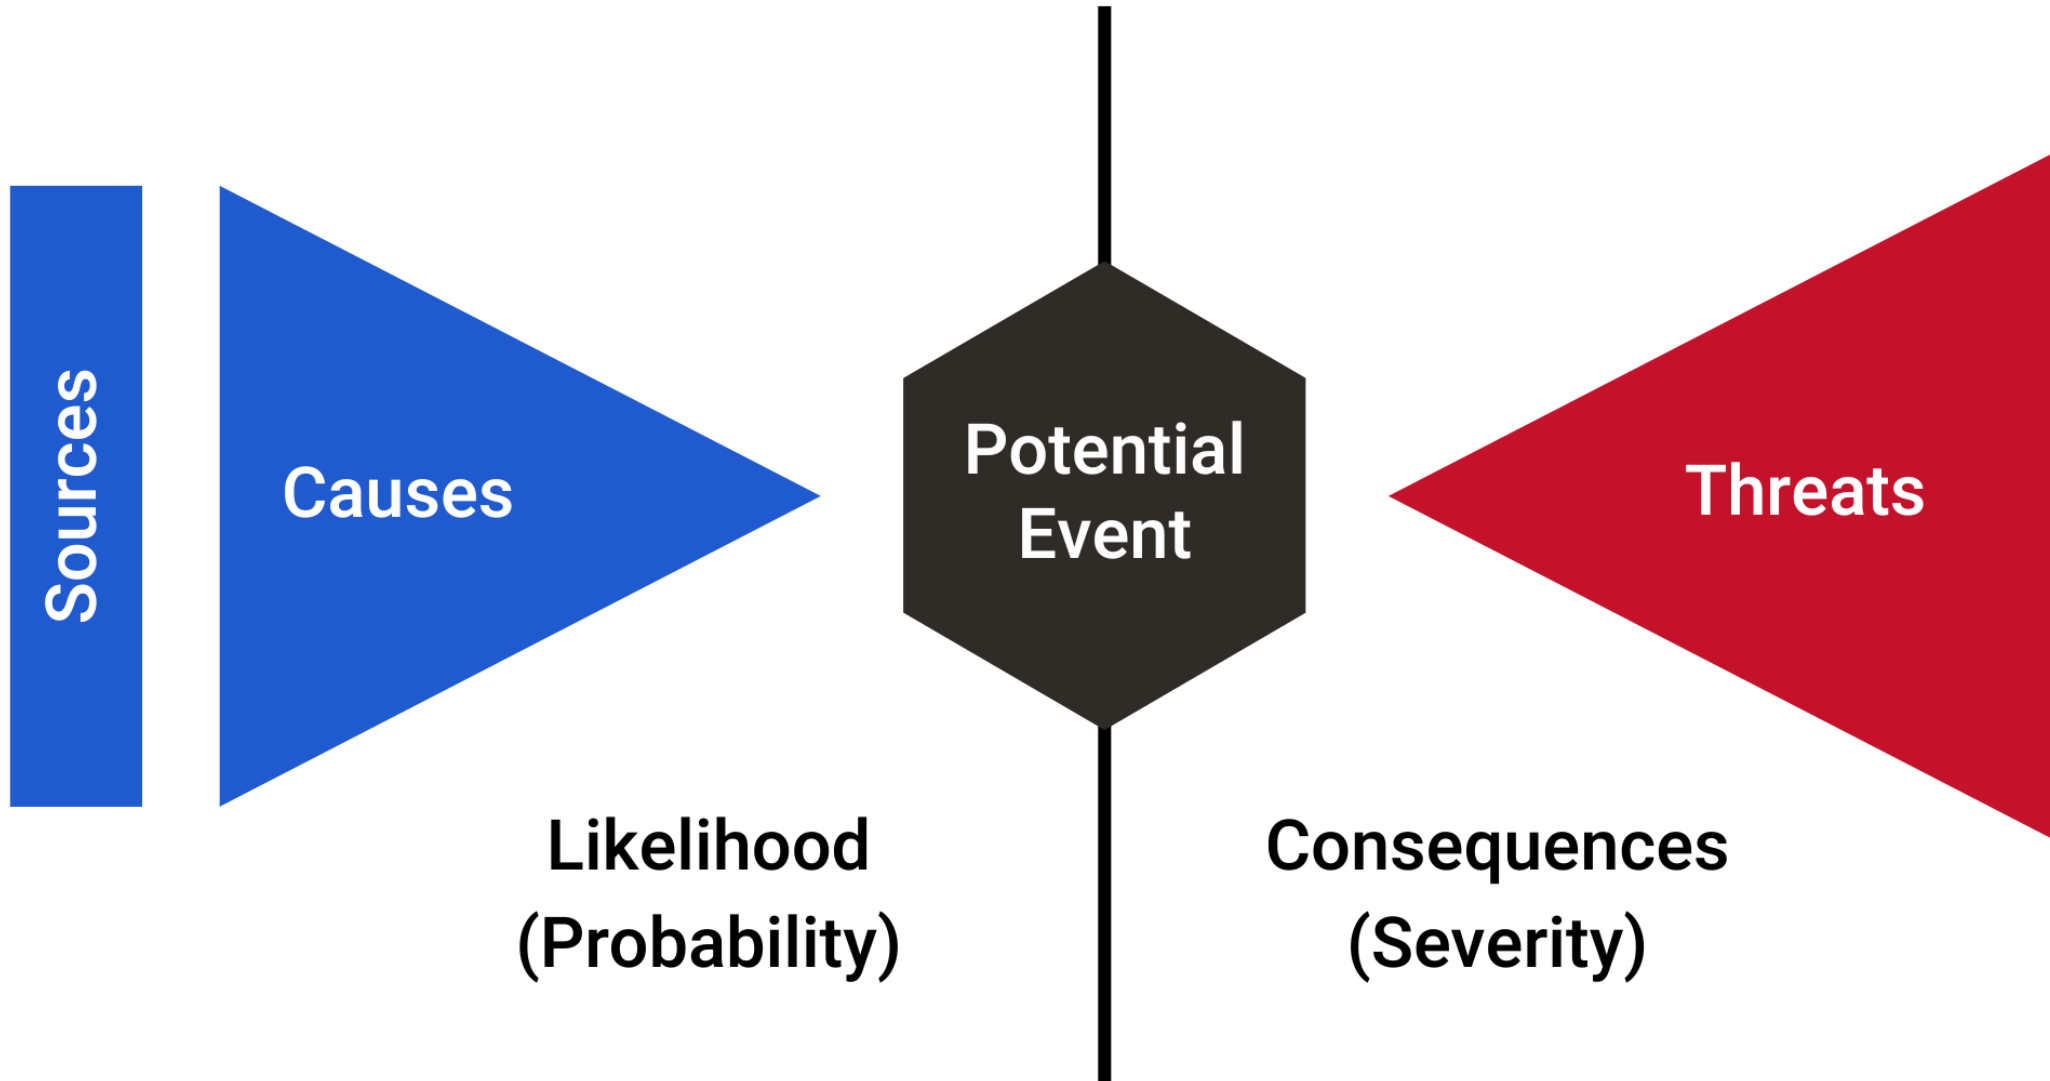 Sources
Causes
Potential
Event
Threats
Likelihood
(Probability)
Consequences
(Severity)